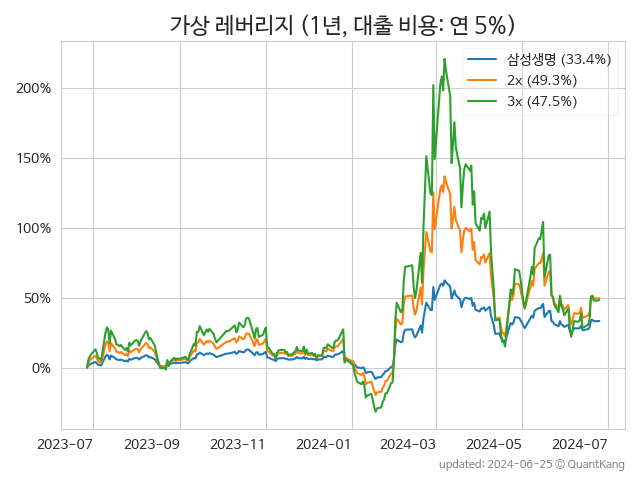 가상 레버리지 (1년, 대출 비용: 연 5%)
삼성생명 (33.4%)
2x (49.3%)
3x (47.5%)
200%
150%
100%
50%
0%
2023-07 2023-09 2023-11 2024-01 2024-03 2024-05 2024-07
updated: 2024-06-25 © QuantKang